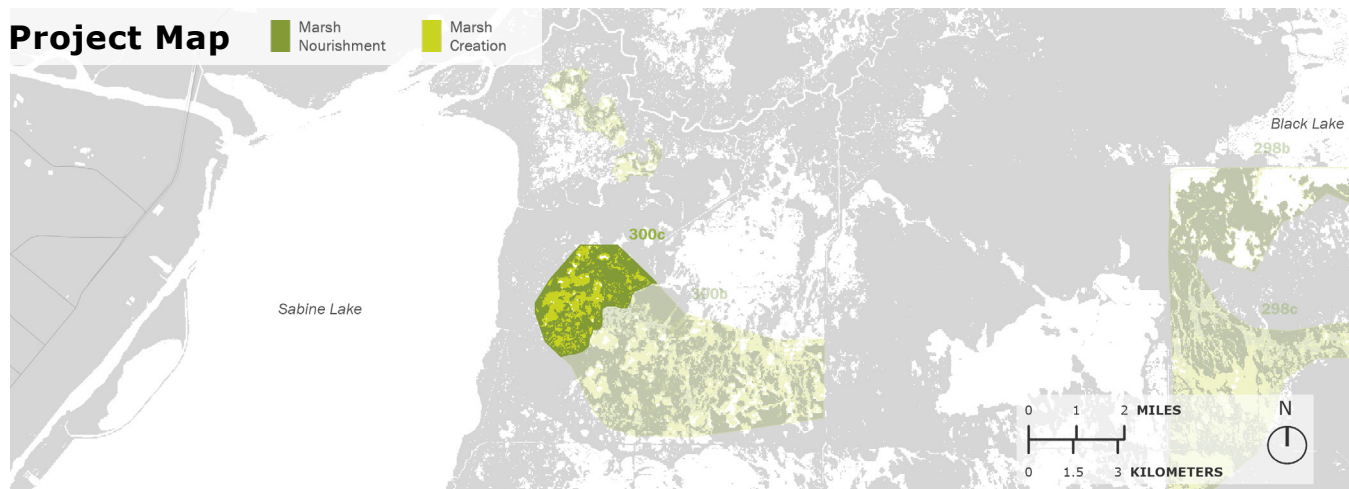 Project Map
Marsh
Nourishment
Marsh
Creation
Black Lake
298b
300c
300b
Sabine Lake
298c
0 1 2 MILES
N
0 1.5 3 KILOMETERS